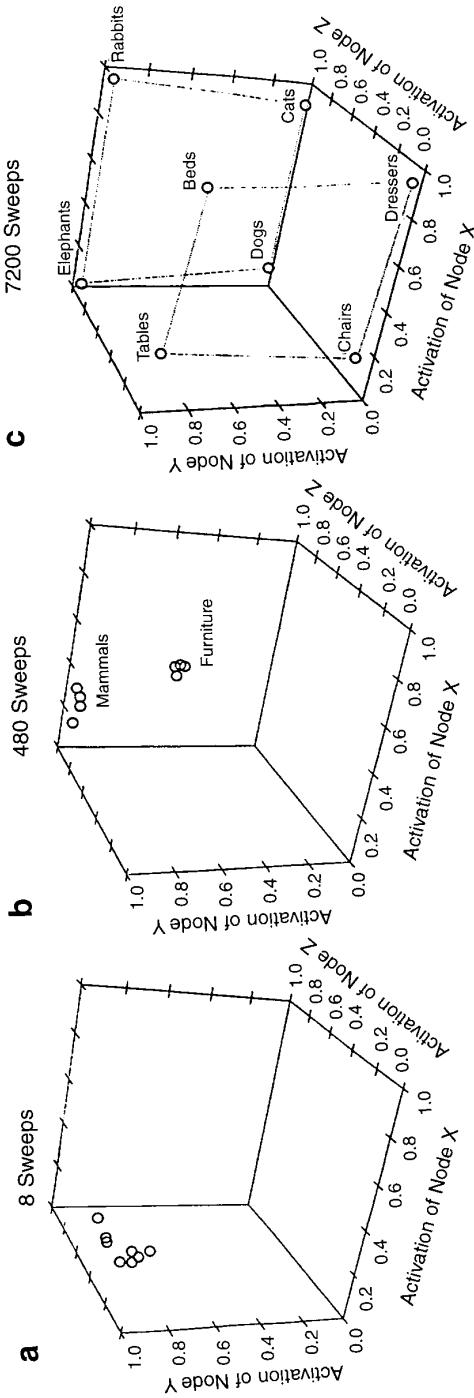 a
8 Sweeps
1.0
0.8
0.6
0.4
0.2
0.0
Activation of Node Y
0.2
0.4
0.6
0.8
1.0
Activation of Node X
0.0
0.2
0.4
0.6
0.8
1.0
Activation of Node Z
b
480 Sweeps
Mammals
Furniture
1.0
0.8
0.6
0.4
0.2
0.0
Activation of Node Y
0.2
0.4
0.6
0.8
1.0
Activation of Node X
0.0
0.2
0.4
0.6
0.8
1.0
Activation of Node Z
c
7200 Sweeps
Elephants
Rabbits
Tables
Beds
Dogs
Cats
Chairs
Dressers
1.0
0.8
0.6
0.4
0.2
0.0
Activation of Node Y
0.2
0.4
0.6
0.8
1.0
Activation of Node X
0.0
0.2
0.4
0.6
0.8
1.0
Activation of Node Z